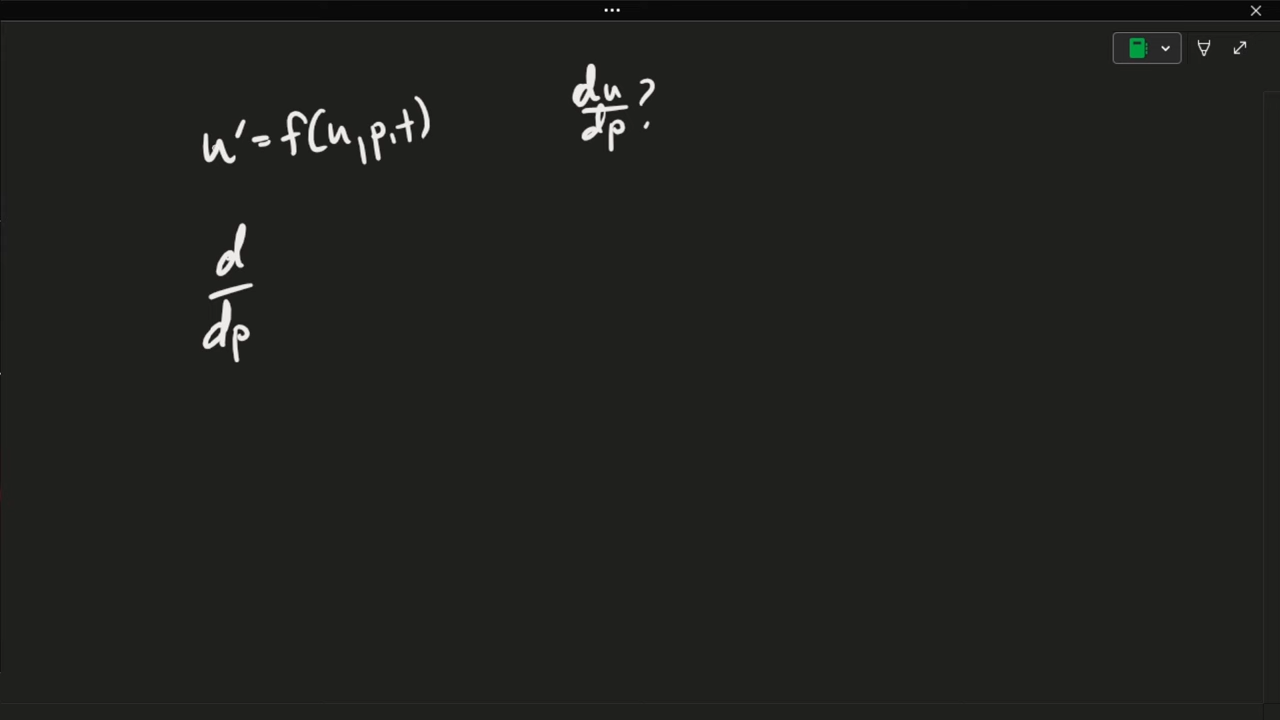 u' = f(u,p,t)
du/dp ?
d/dp